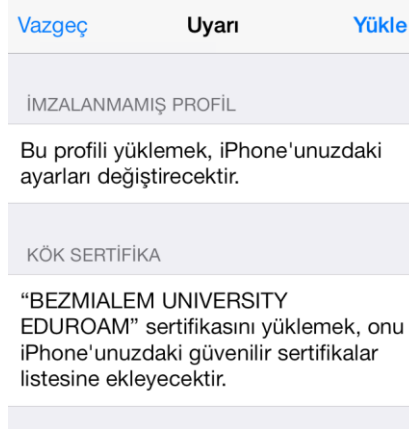 Vazgeç Uyarı Yükle
İMZALANMAMIŞ PROFİL
Bu profili yüklemek, iPhone'unuzdaki
ayarları değiştirecektir.
KÖK SERTİFİKA
“BEZMIALEM UNIVERSITY
EDUROAM” sertifikasını yüklemek, onu
iPhone'unuzdaki güvenilir sertifikalar
listesine ekleyecektir.